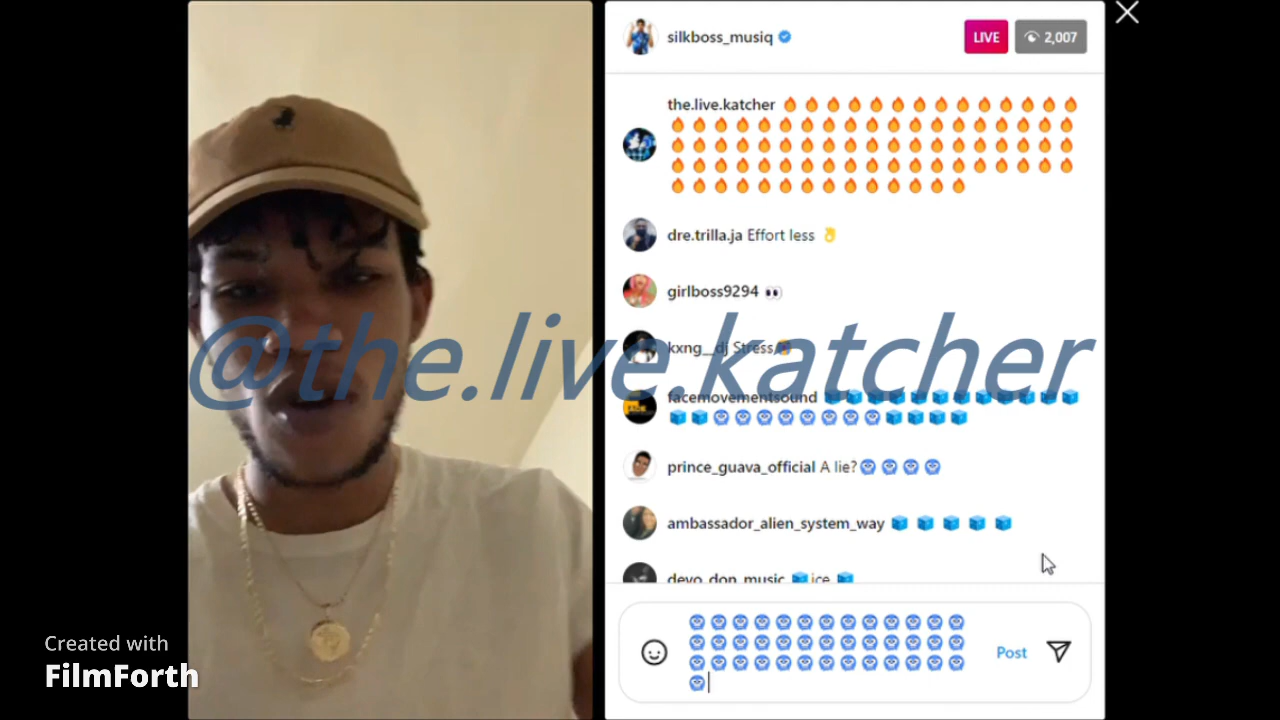 silkboss_musiq
LIVE
2,007
the.live.katcher
dre.trilla.ja Effort less
girlboss9294
kxng__dj Stress
@the.live.katcher
facemovementsound
prince_guava_official A lie?
ambassador_alien_system_way
devo_don_music ice
Post
Created with
FilmForth